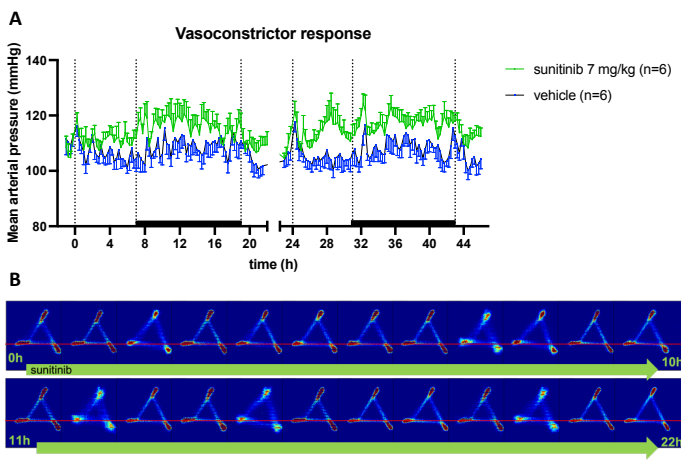 A
Vasoconstrictor response
Mean arterial pressure (mmHg)
140
120
100
80
0 4 8 12 16 20 22 24 28 32 36 40 44
time (h)
sunitinib 7 mg/kg (n=6)
vehicle (n=6)
B
0h
sunitinib
10h
11h
22h